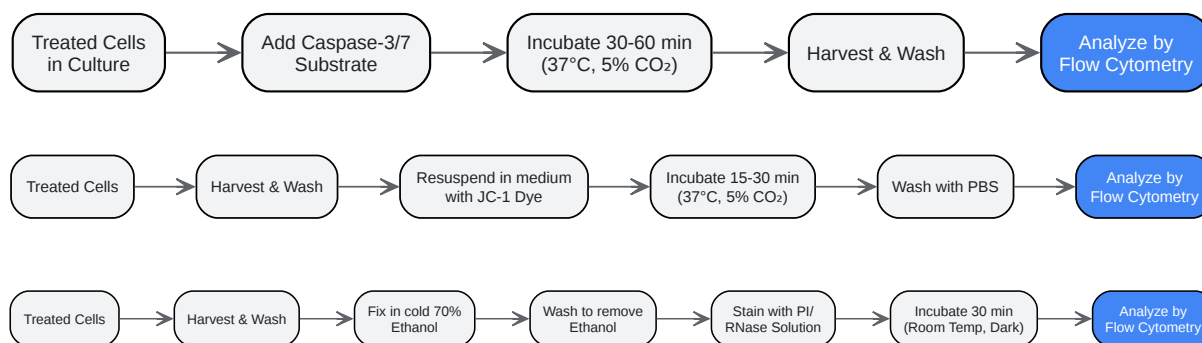 Treated Cells
in Culture
Add Caspase-3/7
Substrate
Incubate 30-60 min
(37°C, 5% CO₂)
Harvest & Wash
Analyze by
Flow Cytometry
Treated Cells
Harvest & Wash
Resuspend in medium
with JC-1 Dye
Incubate 15-30 min
(37°C, 5% CO₂)
Wash with PBS
Analyze by
Flow Cytometry
Treated Cells
Harvest & Wash
Fix in cold 70%
Ethanol
Wash to remove
Ethanol
Stain with PI/
RNase Solution
Incubate 30 min
(Room Temp, Dark)
Analyze by
Flow Cytometry